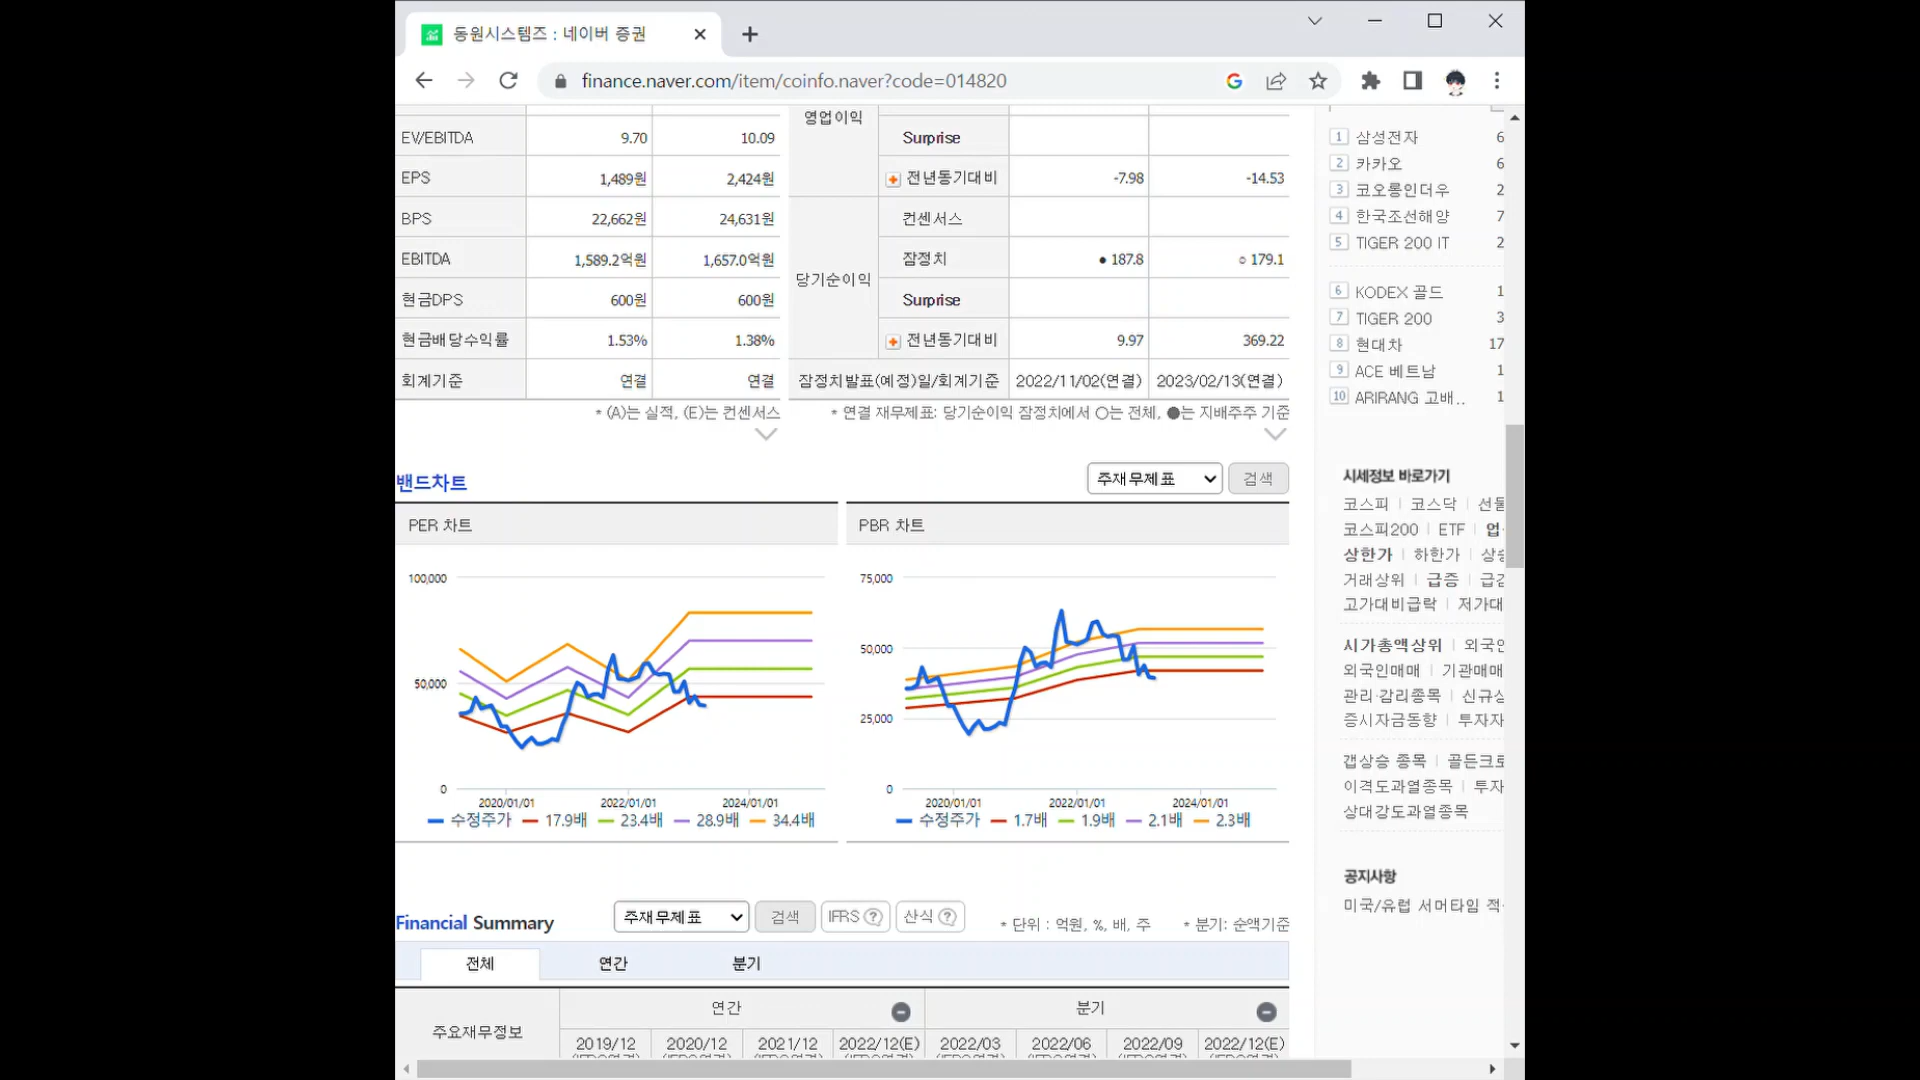 동원시스템즈 : 네이버 증권
finance.naver.com/item/coinfo.naver?code=014820
EV/EBITDA 9.70 10.09
EPS 1,489원 2,424원
BPS 22,662원 24,631원
EBITDA 1,589.2억원 1,657.0억원
현금DPS 600원 600원
현금배당수익률 1.53% 1.38%
회계기준 연결 연결
* (A)는 실적, (E)는 컨센서스
영업이익
Surprise
전년동기대비 -7.98 -14.53
당기순이익
컨센서스
잠정치 ● 187.8 ○ 179.1
Surprise
전년동기대비 9.97 369.22
잠정치발표(예정)일/회계기준 2022/11/02(연결) 2023/02/13(연결)
* 연결 재무제표: 당기순이익 잠정치에서 ○는 전체, ●는 지배주주 기준
밴드차트
주재무제표 검색
PER 차트
100,000
50,000
0
2020/01/01 2022/01/01 2024/01/01
수정주가 17.9배 23.4배 28.9배 34.4배
PBR 차트
75,000
50,000
25,000
0
2020/01/01 2022/01/01 2024/01/01
수정주가 1.7배 1.9배 2.1배 2.3배
Financial Summary
주재무제표 검색 IFRS ? 산식 ?
* 단위 : 억원, %, 배, 주 * 분기: 순액기준
전체 연간 분기
주요재무정보
연간 분기
2019/12 2020/12 2021/12 2022/12(E) 2022/03 2022/06 2022/09 2022/12(E)
1 삼성전자 6
2 카카오 6
3 코오롱인더우 2
4 한국조선해양 7
5 TIGER 200 IT 2
6 KODEX 골드 1
7 TIGER 200 3
8 현대차 17
9 ACE 베트남 1
10 ARIRANG 고배.. 1
시세정보 바로가기
코스피 코스닥
코스피200 ETF
상한가 하한가
거래상위 급증
고가대비급락
시가총액상위
외국인매매 기관매매
관리·감리종목
증시자금동향
갭상승 종목
이격도과열종목
상대강도과열종목
공지사항
미국/유럽 서머타임